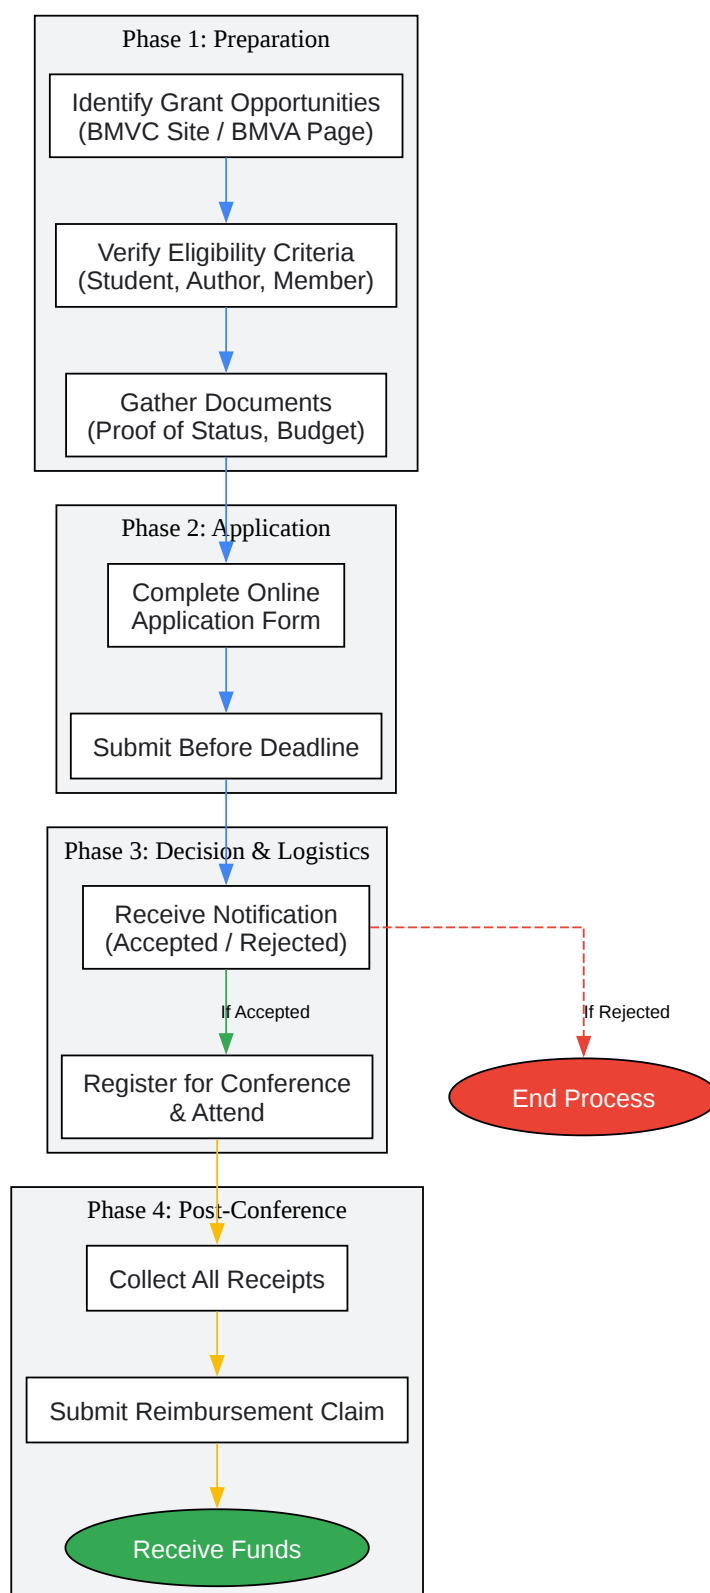 Phase 1: Preparation
Identify Grant Opportunities
(BMVC Site / BMVA Page)
Verify Eligibility Criteria
(Student, Author, Member)
Gather Documents
(Proof of Status, Budget)
Phase 2: Application
Complete Online
Application Form
Submit Before Deadline
Phase 3: Decision & Logistics
Receive Notification
(Accepted / Rejected)
If Accepted
If Rejected
Register for Conference
& Attend
End Process
Phase 4: Post-Conference
Collect All Receipts
Submit Reimbursement Claim
Receive Funds